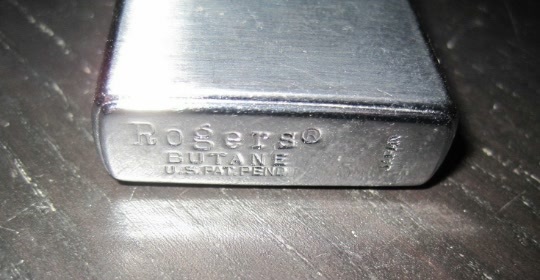 Rogers®
BUTANE
U.S. PAT. PEND
JAPAN